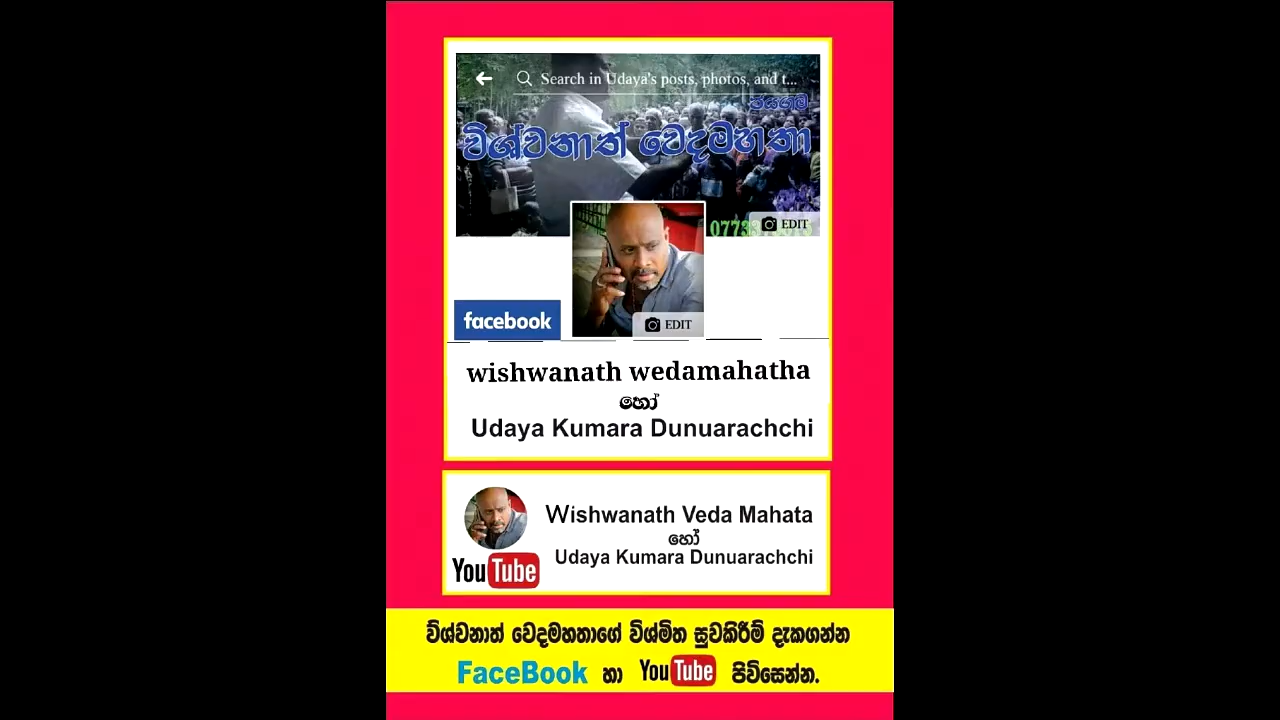 Search in Udaya's posts, photos, and t...
ජයගම
විශ්වනාත් වෙදමහතා
EDIT
EDIT
facebook
wishwanath wedamahatha
හෝ
Udaya Kumara Dunuarachchi
Wishwanath Veda Mahata
හෝ
Udaya Kumara Dunuarachchi
YouTube
විශ්වනාත් වෙදමහතාගේ විශ්මිත සුවකිරීම් දැකගන්න
FaceBook හා YouTube පිවිසෙන්න.